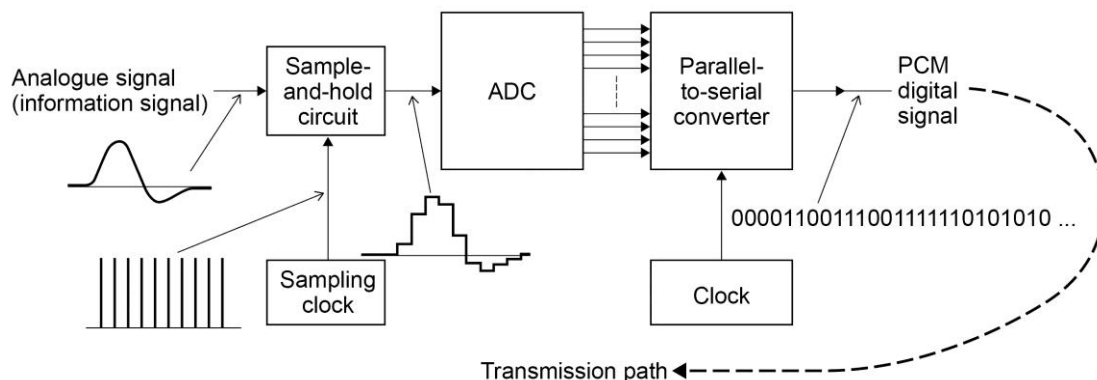 Analogue signal
(information signal)
Sample-
and-hold
circuit
ADC
Parallel-
to-serial
converter
PCM
digital
signal
00001100111001111110101010 ...
Sampling
clock
Clock
Transmission path